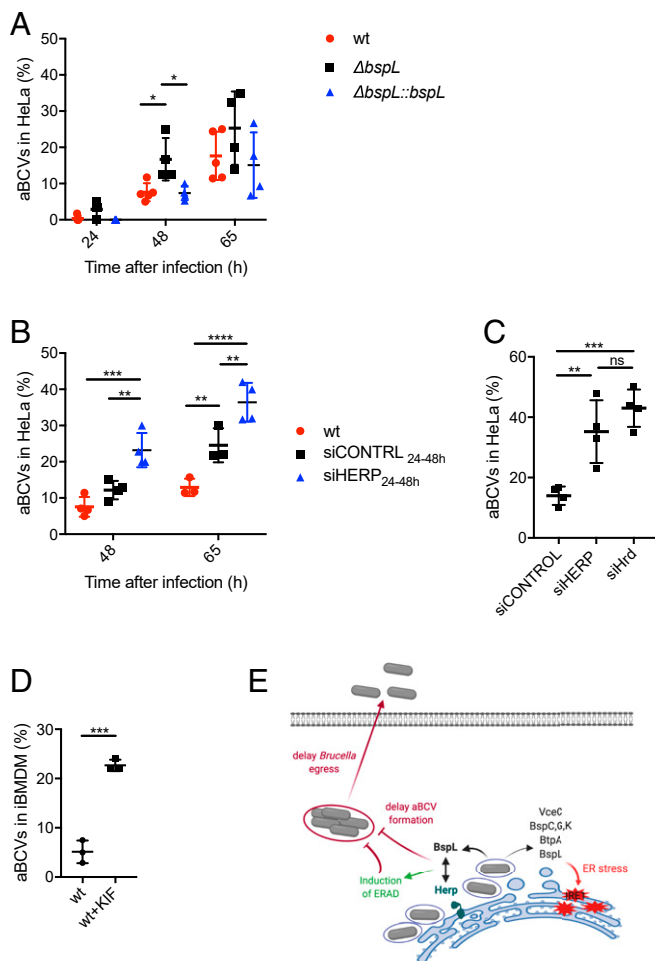 A
aBCVs in HeLa (%)
50
40
30
20
10
0
*
*
24
48
65
Time after infection (h)
wt
ΔbspL
ΔbspL::bspL
B
aBCVs in HeLa (%)
50
40
30
20
10
0
***
**
****
**
**
48
65
Time after infection (h)
wt
siCONTRL 24-48h
siHERP24-48h
C
aBCVs in HeLa (%)
60
40
20
0
***
**
ns
siCONTROL
siHERP
siHrd
D
aBCVs in iBMDM (%)
30
20
10
0
***
wt
wt+KIF
E
delay Brucella
egress
delay aBCV
formation
VceC
BspC,G,K
BtpA
BspL
BspL
ER stress
Induction
of ERAD
Herp
IRE1